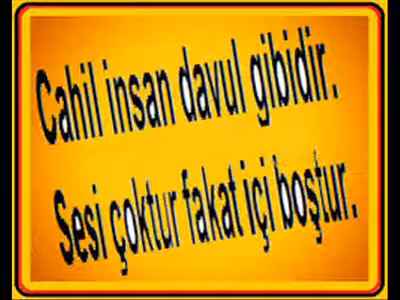 Cahil insan davul gibidir.
Sesi çoktur fakat içi boştur.